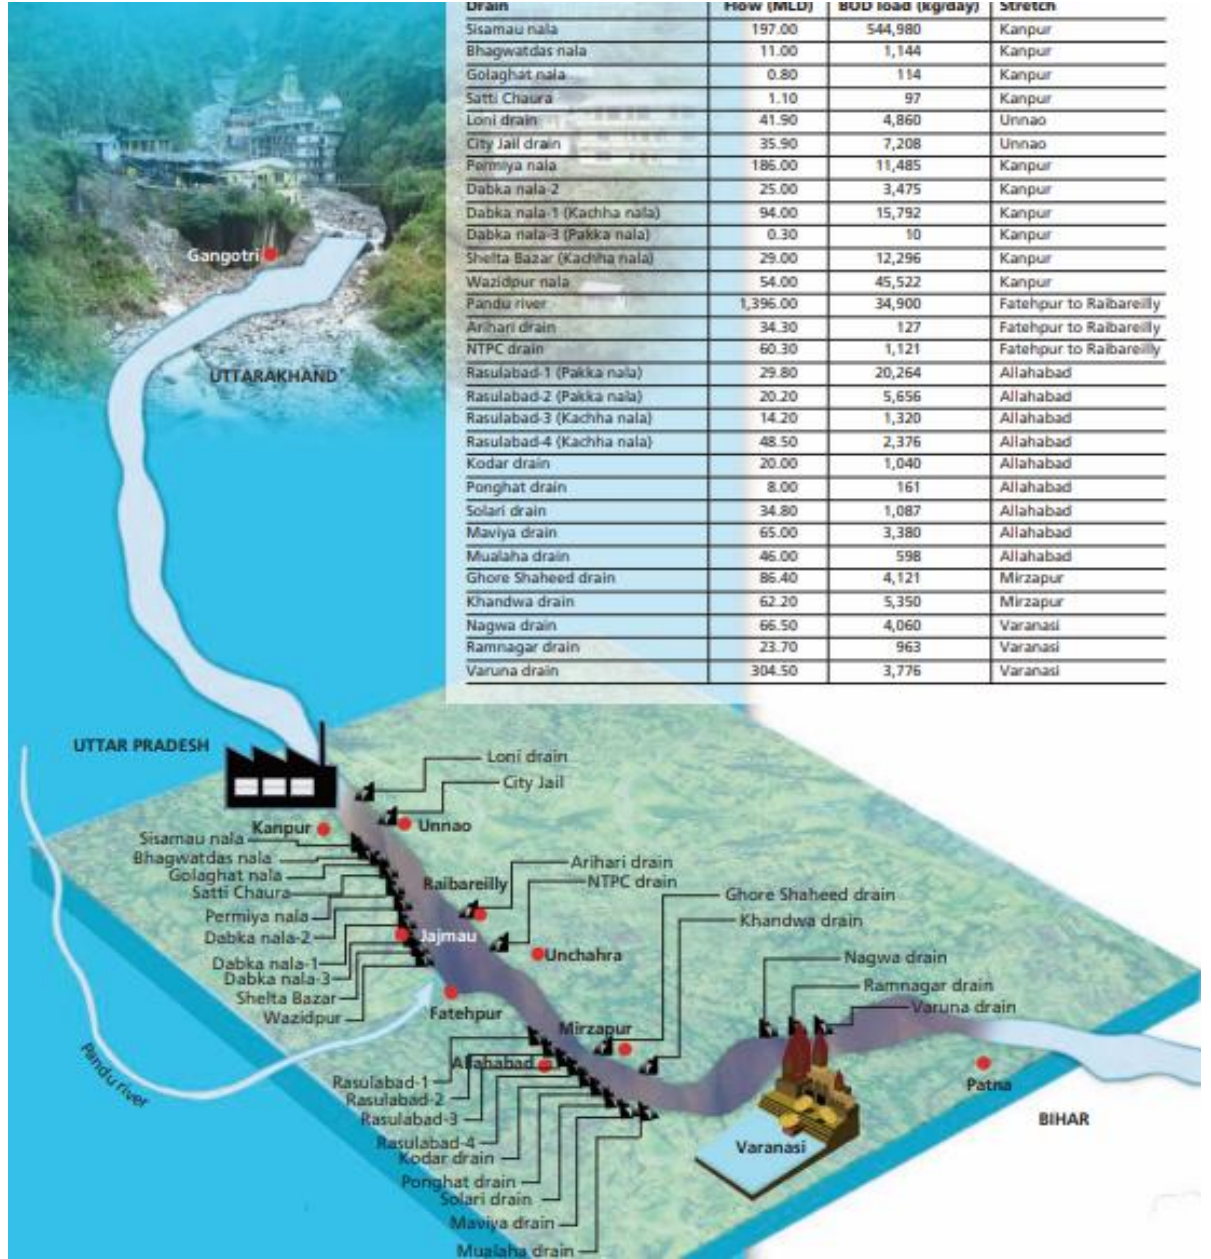 Drain Flow (MLD) BOD load (kg/day) Stretch
Sisamau nala 197.00 544,980 Kanpur
Bhagwatdas nala 11.00 1,144 Kanpur
Golaghat nala 0.80 114 Kanpur
Satti Chaura 1.10 97 Kanpur
Loni drain 41.90 4,860 Unnao
City Jail drain 35.90 7,208 Unnao
Permiya nala 186.00 11,485 Kanpur
Dabka nala-2 25.00 3,475 Kanpur
Dabka nala-1 (Kachha nala) 94.00 15,792 Kanpur
Dabka nala-3 (Pakka nala) 0.30 10 Kanpur
Shelta Bazar (Kachha nala) 29.00 12,296 Kanpur
Wazidpur nala 54.00 45,522 Kanpur
Pandu river 1,396.00 34,900 Fatehpur to Raibareilly
Arihari drain 34.30 127 Fatehpur to Raibareilly
NTPC drain 60.30 1,121 Fatehpur to Raibareilly
Rasulabad-1 (Pakka nala) 29.80 20,264 Allahabad
Rasulabad-2 (Pakka nala) 20.20 5,656 Allahabad
Rasulabad-3 (Kachha nala) 14.20 1,320 Allahabad
Rasulabad-4 (Kachha nala) 48.50 2,376 Allahabad
Kodar drain 20.00 1,040 Allahabad
Ponghat drain 8.00 161 Allahabad
Solari drain 34.80 1,087 Allahabad
Maviya drain 65.00 3,380 Allahabad
Mualaha drain 46.00 598 Allahabad
Ghore Shaheed drain 86.40 4,121 Mirzapur
Khandwa drain 62.20 5,350 Mirzapur
Nagwa drain 66.50 4,060 Varanasi
Ramnagar drain 23.70 963 Varanasi
Varuna drain 304.50 3,776 Varanasi
Gangotri
UTTARAKHAND
UTTAR PRADESH
Loni drain
City Jail
Kanpur
Unnao
Sisamau nala
Bhagwatdas nala
Golaghat nala
Satti Chaura
Permiya nala
Dabka nala-2
Dabka nala-1
Dabka nala-3
Shelta Bazar
Wazidpur
Raibareilly
Arihari drain
NTPC drain
Jajmau
Unchahra
Ghore Shaheed drain
Khandwa drain
Nagwa drain
Ramnagar drain
Varuna drain
Fatehpur
Pandu river
Mirzapur
Allahabad
Rasulabad-1
Rasulabad-2
Rasulabad-3
Rasulabad-4
Kodar drain
Ponghat drain
Solari drain
Maviya drain
Mualaha drain
Varanasi
Patna
BIHAR